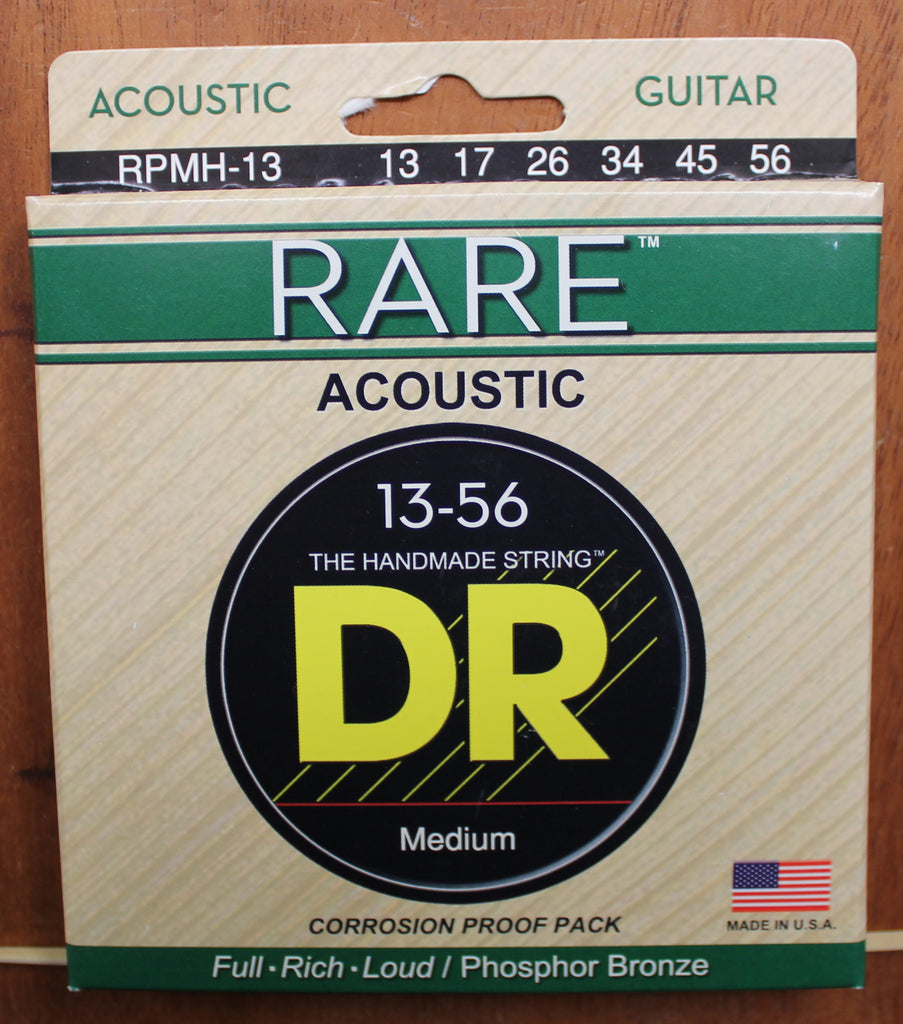 ACOUSTIC GUITAR
RPMH-13 13 17 26 34 45 56
RARE™
ACOUSTIC
13-56
THE HANDMADE STRING™
DR
Medium
CORROSION PROOF PACK
MADE IN U.S.A.
Full · Rich · Loud / Phosphor Bronze